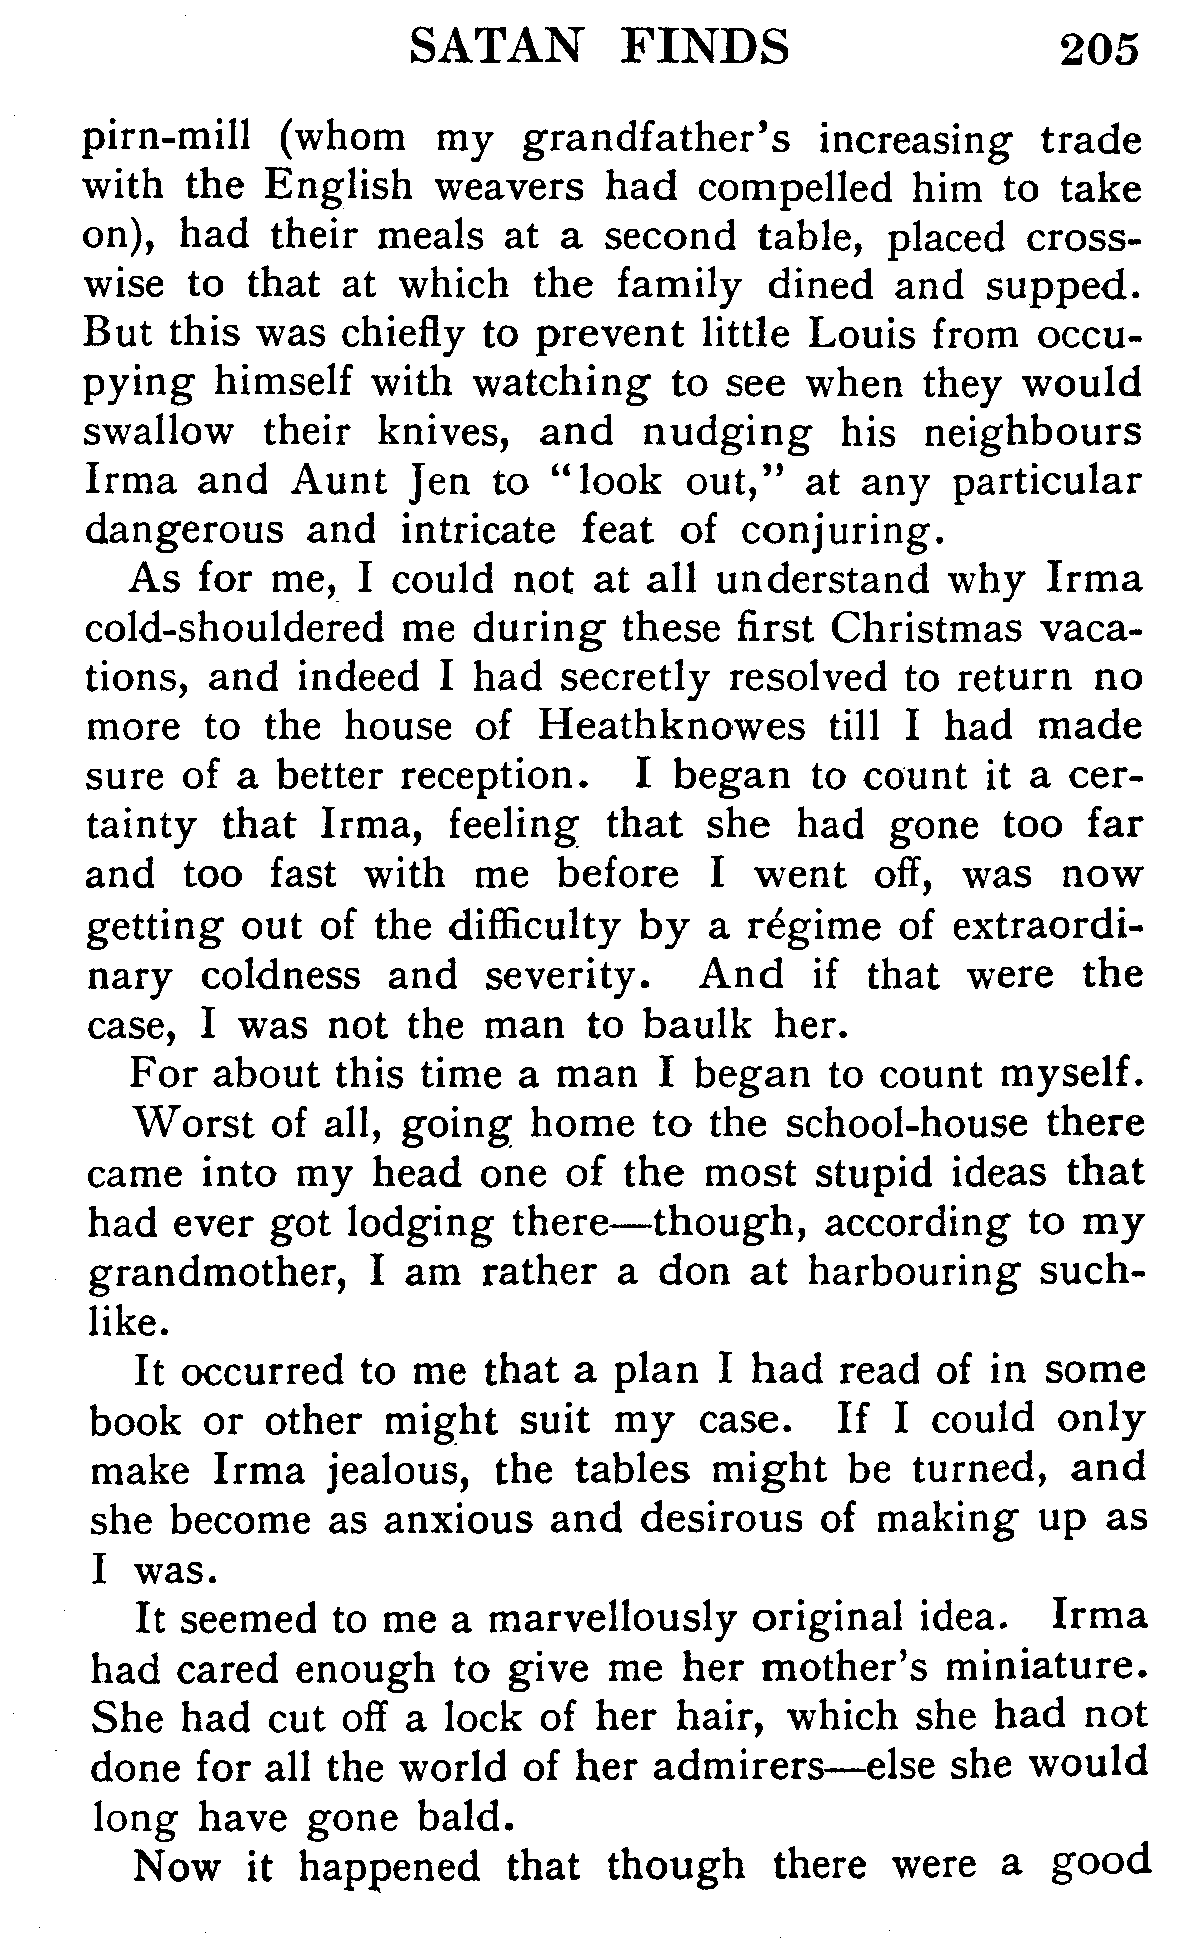 SATAN FINDS 205
pirn-mill (whom my grandfather's increasing trade
with the English weavers had compelled him to take
on), had their meals at a second table, placed cross-
wise to that at which the family dined and supped.
But this was chiefly to prevent little Louis from occu-
pying himself with watching to see when they would
swallow their knives, and nudging his neighbours
Irma and Aunt Jen to "look out," at any particular
dangerous and intricate feat of conjuring.
As for me, I could not at all understand why Irma
cold-shouldered me during these first Christmas vaca-
tions, and indeed I had secretly resolved to return no
more to the house of Heathknowes till I had made
sure of a better reception. I began to count it a cer-
tainty that Irma, feeling that she had gone too far
and too fast with me before I went off, was now
getting out of the difficulty by a régime of extraordi-
nary coldness and severity. And if that were the
case, I was not the man to baulk her.
For about this time a man I began to count myself.
Worst of all, going home to the school-house there
came into my head one of the most stupid ideas that
had ever got lodging there—though, according to my
grandmother, I am rather a don at harbouring such-
like.
It occurred to me that a plan I had read of in some
book or other might suit my case. If I could only
make Irma jealous, the tables might be turned, and
she become as anxious and desirous of making up as
I was.
It seemed to me a marvellously original idea. Irma
had cared enough to give me her mother's miniature.
She had cut off a lock of her hair, which she had not
done for all the world of her admirers—else she would
long have gone bald.
Now it happened that though there were a good